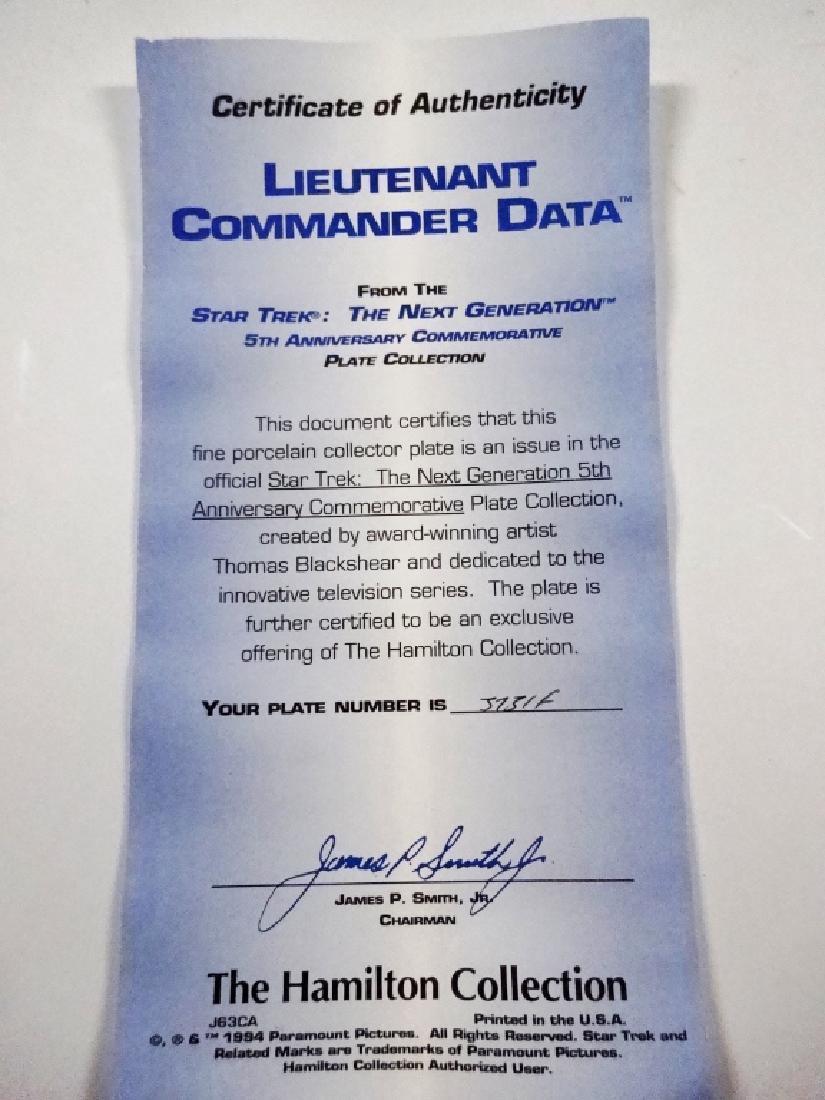 Certificate of Authenticity
LIEUTENANT
COMMANDER DATA™
FROM THE
STAR TREK®: THE NEXT GENERATION™
5TH ANNIVERSARY COMMEMORATIVE
PLATE COLLECTION
This document certifies that this
fine porcelain collector plate is an issue in the
official Star Trek: The Next Generation 5th
Anniversary Commemorative Plate Collection,
created by award-winning artist
Thomas Blackshear and dedicated to the
innovative television series. The plate is
further certified to be an exclusive
offering of The Hamilton Collection.
YOUR PLATE NUMBER IS 5731F
James P. Smith, Jr.
JAMES P. SMITH, JR.
CHAIRMAN
The Hamilton Collection
J63CA Printed in the U.S.A.
©, ® & ™ 1994 Paramount Pictures. All Rights Reserved. Star Trek and
Related Marks are Trademarks of Paramount Pictures.
Hamilton Collection Authorized User.